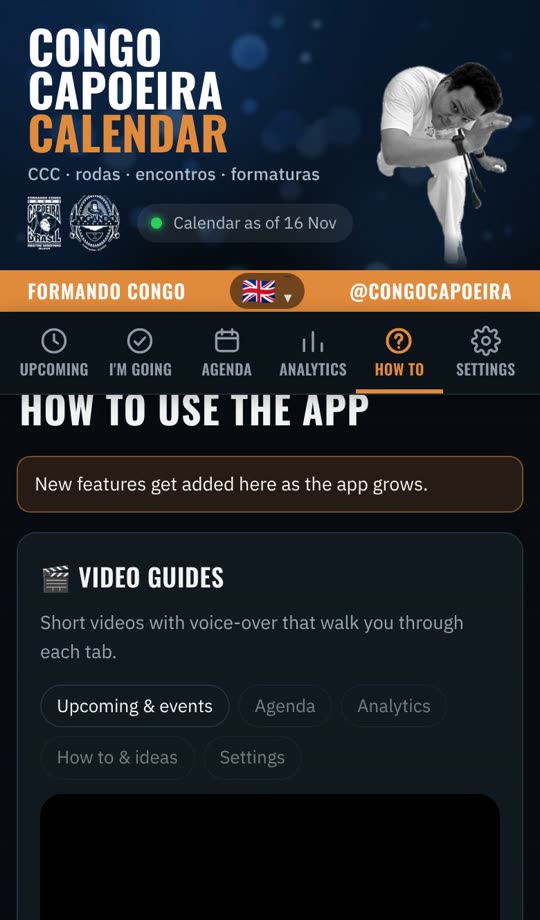 CONGO
CAPOEIRA
CALENDAR
CCC · rodas · encontros · formaturas
CAPOEIRA
BRASIL
Calendar as of 16 Nov
FORMANDO CONGO
@CONGOCAPOEIRA
UPCOMING
I'M GOING
AGENDA
ANALYTICS
HOW TO
SETTINGS
HOW TO USE THE APP
New features get added here as the app grows.
VIDEO GUIDES
Short videos with voice-over that walk you through
each tab.
Upcoming & events
Agenda
Analytics
How to & ideas
Settings